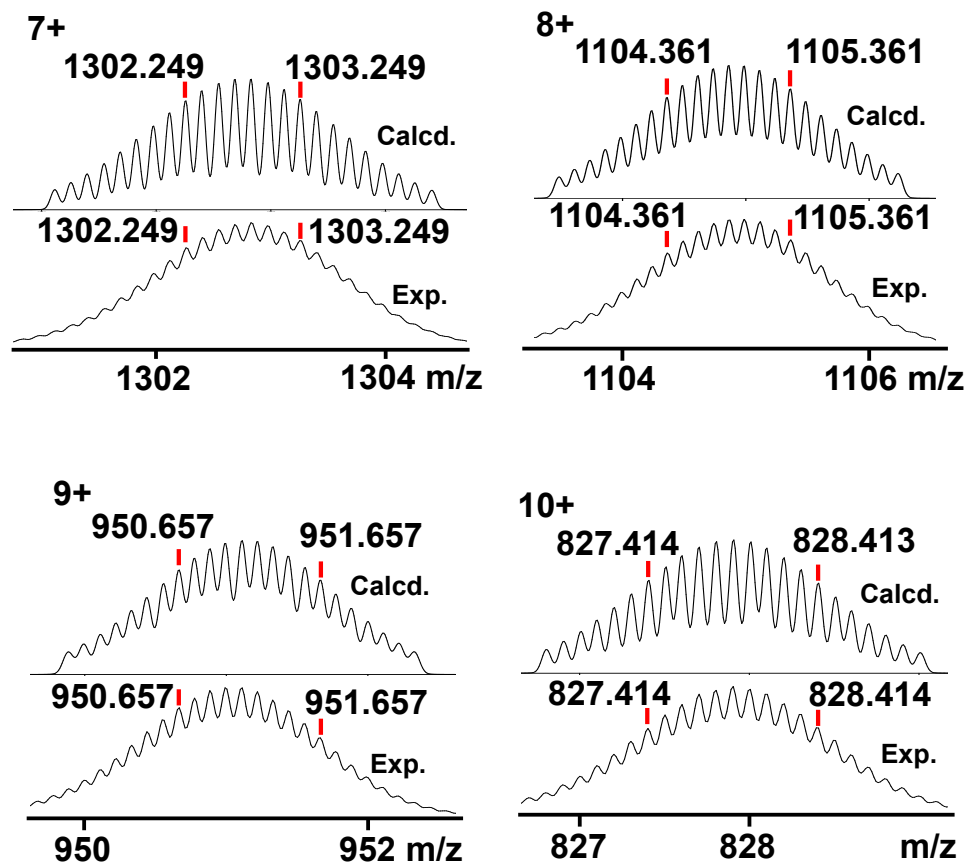 7+
1302.249 1303.249
Calcd.
1302.249 1303.249
Exp.
1302 1304 m/z
8+
1104.361 1105.361
Calcd.
1104.361 1105.361
Exp.
1104 1106 m/z
9+
950.657 951.657
Calcd.
950.657 951.657
Exp.
950 952 m/z
10+
827.414 828.413
Calcd.
827.414 828.414
Exp.
827 828 m/z